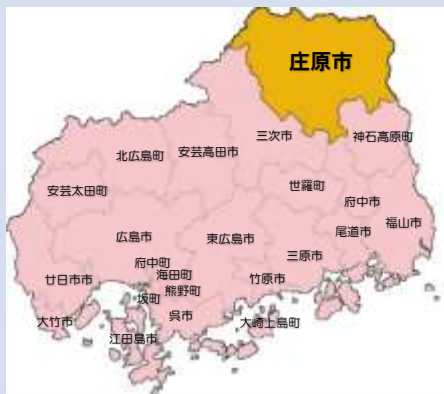 庄原市
三次市
神石高原町
北広島町
安芸高田市
安芸太田町
世羅町
府中市
福山市
広島市
東広島市
尾道市
三原市
府中町
海田町
廿日市市
熊野町
竹原市
坂町
呉市
大竹市
大崎上島町
江田島市